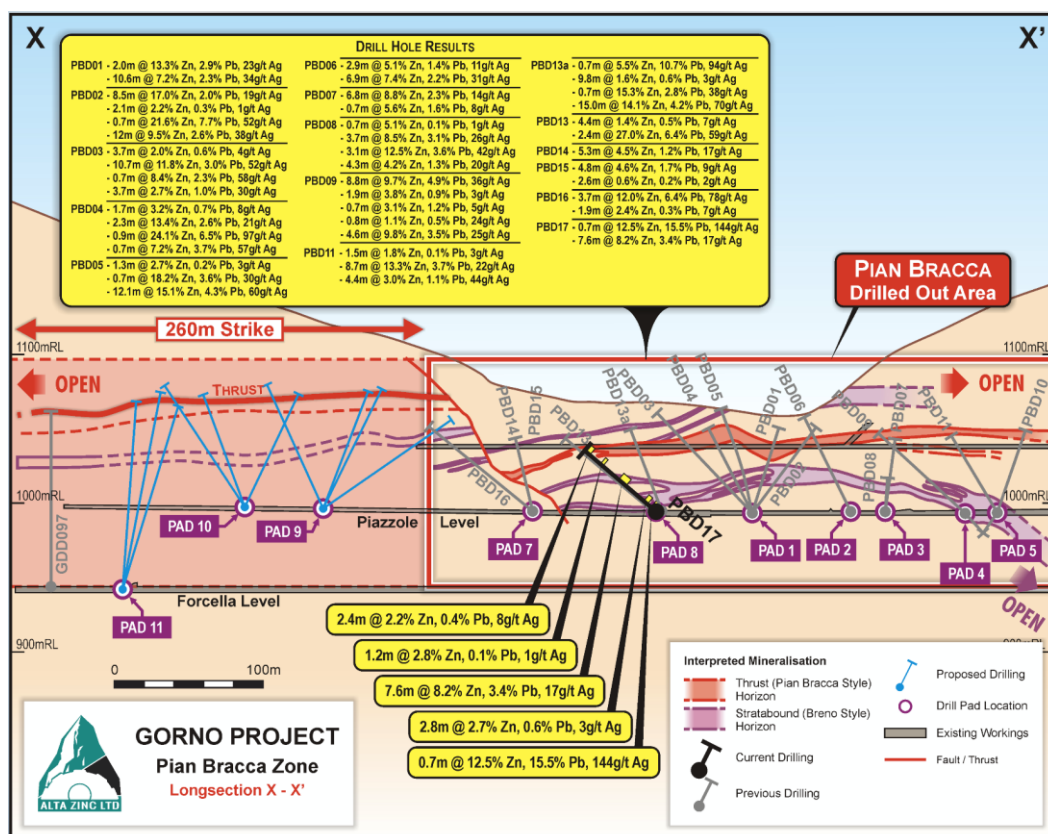 X
X'
DRILL HOLE RESULTS
PBD01 - 2.0m @ 13.3% Zn, 2.9% Pb, 23g/t Ag
- 10.6m @ 7.2% Zn, 2.3% Pb, 34g/t Ag
PBD02 - 8.5m @ 17.0% Zn, 2.0% Pb, 19g/t Ag
- 2.1m @ 2.2% Zn, 0.3% Pb, 1g/t Ag
- 0.7m @ 21.6% Zn, 7.7% Pb, 52g/t Ag
- 12m @ 9.5% Zn, 2.6% Pb, 38g/t Ag
PBD03 - 3.7m @ 2.0% Zn, 0.6% Pb, 4g/t Ag
- 10.7m @ 11.8% Zn, 3.0% Pb, 52g/t Ag
- 0.7m @ 8.4% Zn, 2.3% Pb, 58g/t Ag
- 3.7m @ 2.7% Zn, 1.0% Pb, 30g/t Ag
PBD04 - 1.7m @ 3.2% Zn, 0.7% Pb, 8g/t Ag
- 2.3m @ 13.4% Zn, 2.6% Pb, 21g/t Ag
- 0.9m @ 24.1% Zn, 6.5% Pb, 97g/t Ag
- 0.7m @ 7.2% Zn, 3.7% Pb, 57g/t Ag
PBD05 - 1.3m @ 2.7% Zn, 0.2% Pb, 3g/t Ag
- 0.7m @ 18.2% Zn, 3.6% Pb, 30g/t Ag
- 12.1m @ 15.1% Zn, 4.3% Pb, 60g/t Ag
PBD06 - 2.9m @ 5.1% Zn, 1.4% Pb, 11g/t Ag
- 6.9m @ 7.4% Zn, 2.2% Pb, 31g/t Ag
PBD07 - 6.8m @ 8.8% Zn, 2.3% Pb, 14g/t Ag
- 0.7m @ 5.6% Zn, 1.6% Pb, 8g/t Ag
PBD08 - 0.7m @ 5.1% Zn, 0.1% Pb, 1g/t Ag
- 3.7m @ 8.5% Zn, 3.1% Pb, 26g/t Ag
- 3.1m @ 12.5% Zn, 3.6% Pb, 42g/t Ag
- 4.3m @ 4.2% Zn, 1.3% Pb, 20g/t Ag
PBD09 - 8.8m @ 9.7% Zn, 4.9% Pb, 36g/t Ag
- 1.9m @ 3.8% Zn, 0.9% Pb, 3g/t Ag
- 0.7m @ 3.1% Zn, 1.2% Pb, 5g/t Ag
- 0.8m @ 1.1% Zn, 0.5% Pb, 24g/t Ag
- 4.6m @ 9.8% Zn, 3.5% Pb, 25g/t Ag
PBD11 - 1.5m @ 1.8% Zn, 0.1% Pb, 3g/t Ag
- 8.7m @ 13.3% Zn, 3.7% Pb, 22g/t Ag
- 4.4m @ 3.0% Zn, 1.1% Pb, 44g/t Ag
PBD13a - 0.7m @ 5.5% Zn, 10.7% Pb, 94g/t Ag
- 9.8m @ 1.6% Zn, 0.6% Pb, 3g/t Ag
- 0.7m @ 15.3% Zn, 2.8% Pb, 38g/t Ag
- 15.0m @ 14.1% Zn, 4.2% Pb, 70g/t Ag
PBD13 - 4.4m @ 1.4% Zn, 0.5% Pb, 7g/t Ag
- 2.4m @ 27.0% Zn, 6.4% Pb, 59g/t Ag
PBD14 - 5.3m @ 4.5% Zn, 1.2% Pb, 17g/t Ag
PBD15 - 4.8m @ 4.6% Zn, 1.7% Pb, 9g/t Ag
- 2.6m @ 0.6% Zn, 0.2% Pb, 2g/t Ag
PBD16 - 3.7m @ 12.0% Zn, 6.4% Pb, 78g/t Ag
- 1.9m @ 2.4% Zn, 0.3% Pb, 7g/t Ag
PBD17 - 0.7m @ 12.5% Zn, 15.5% Pb, 144g/t Ag
- 7.6m @ 8.2% Zn, 3.4% Pb, 17g/t Ag
PIAN BRACCA
Drilled Out Area
260m Strike
1100mRL
1100mRL
OPEN
THRUST
OPEN
PBD14
PBD15
PBD13
PBD13a
PBD03
PBD04
PBD05
PBD01
PBD06
PBD09
PBD07
PBD11
PBD10
PBD16
PBD02
PBD08
PBD17
GDD097
1000mRL
1000mRL
Piazzole
Level
PAD 10
PAD 9
PAD 7
PAD 8
PAD 1
PAD 2
PAD 3
PAD 4
PAD 5
PAD 11
Forcella Level
OPEN
900mRL
0
100m
2.4m @ 2.2% Zn, 0.4% Pb, 8g/t Ag
1.2m @ 2.8% Zn, 0.1% Pb, 1g/t Ag
7.6m @ 8.2% Zn, 3.4% Pb, 17g/t Ag
2.8m @ 2.7% Zn, 0.6% Pb, 3g/t Ag
0.7m @ 12.5% Zn, 15.5% Pb, 144g/t Ag
GORNO PROJECT
Pian Bracca Zone
Longsection X - X'
ALTA ZINC LTD
Interpreted Mineralisation
Thrust (Pian Bracca Style)
Horizon
Stratabound (Breno Style)
Horizon
Current Drilling
Previous Drilling
Proposed Drilling
Drill Pad Location
Existing Workings
Fault / Thrust